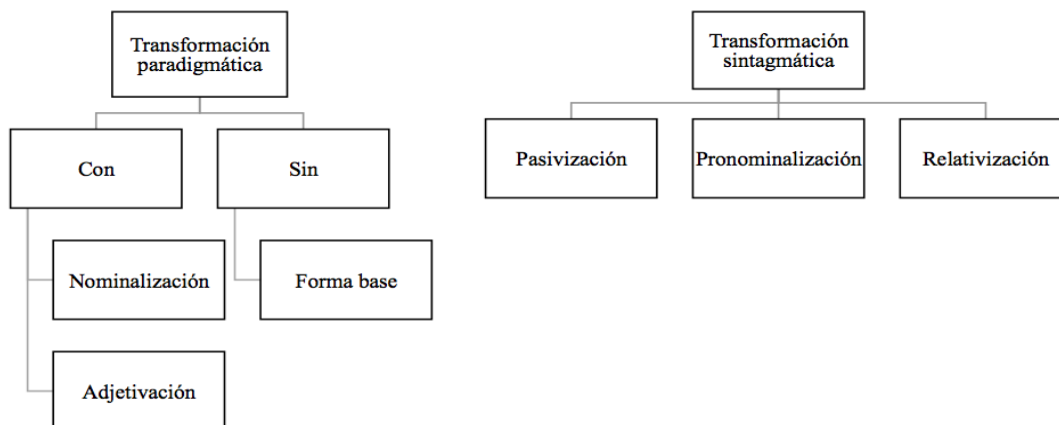 Transformación
paradigmática
Con
Sin
Nominalización
Forma base
Adjetivación
Transformación
sintagmática
Pasivización
Pronominalización
Relativización